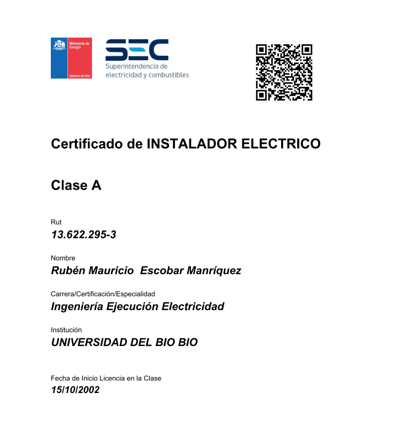 Ministerio de
Energía
Gobierno de Chile
SEC
Superintendencia de
electricidad y combustibles
Certificado de INSTALADOR ELECTRICO
Clase A
Rut
13.622.295-3
Nombre
Rubén Mauricio  Escobar Manríquez
Carrera/Certificación/Especialidad
Ingeniería Ejecución Electricidad
Institución
UNIVERSIDAD DEL BIO BIO
Fecha de Inicio Licencia en la Clase
15/10/2002